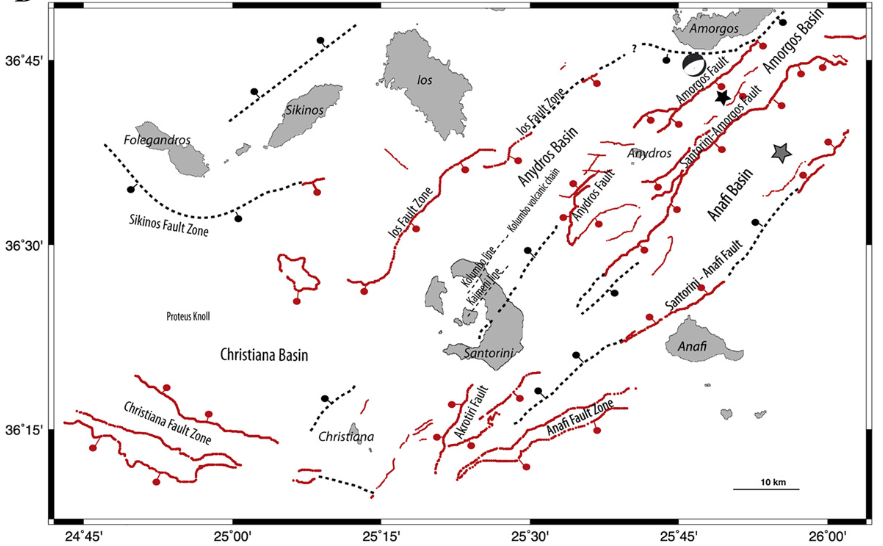 Amorgos
Amorgos Basin
?
36°45'
Ios
Amorgos Fault
Sikinos
Ios Fault Zone
Santorini-Amorgos Fault
Folegandros
Anydros Basin
Anydros
Kolumbo volcanic chain
Anydros Fault
Anafi Basin
Ios Fault Zone
Sikinos Fault Zone
36°30'
Kolumbo line
Kameni line
Santorini - Anafi Fault
Proteus Knoll
Christiana Basin
Santorini
Anafi
Christiana Fault Zone
Akrotiri Fault
Anafi Fault Zone
36°15'
Christiana
10 km
24°45'
25°00'
25°15'
25°30'
25°45'
26°00'